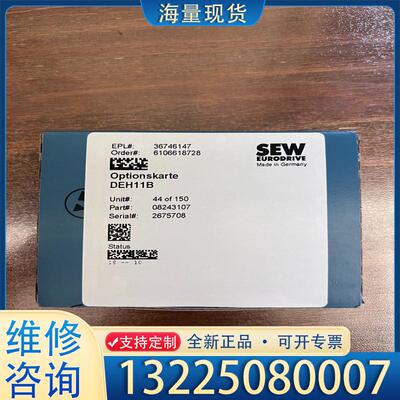 海量现货
EPL#: 36746147
Order#: 6106618728
SEW
EURODRIVE
Made in Germany
Optionskarte
DEH11B
Unit#: 44 of 150
Part#: 08243107
Serial#: 2675708
Status
维修
咨询
支持定制 全新正品·可开专票
13225080007